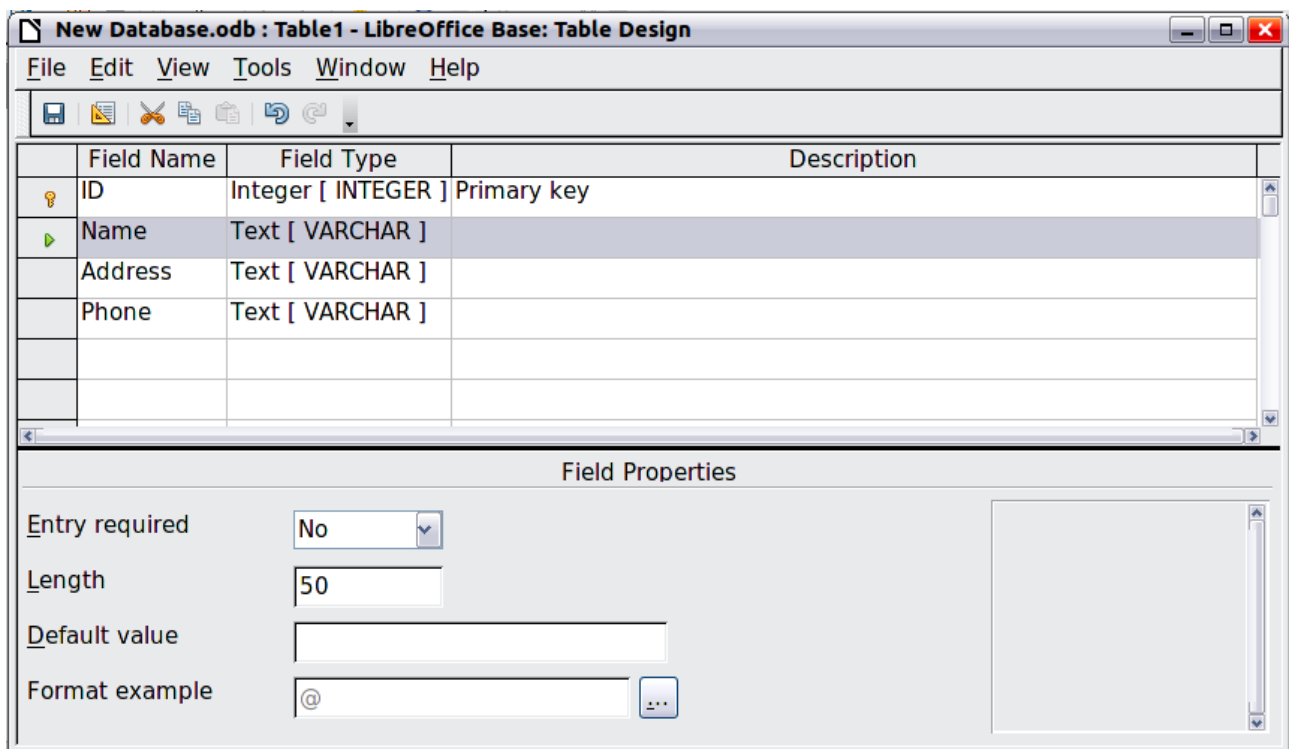 New Database.odb : Table1 - LibreOffice Base: Table Design
File Edit View Tools Window Help
Field Name Field Type Description
ID Integer [ INTEGER ] Primary key
Name Text [ VARCHAR ]
Address Text [ VARCHAR ]
Phone Text [ VARCHAR ]
Field Properties
Entry required No
Length 50
Default value
Format example @ ...